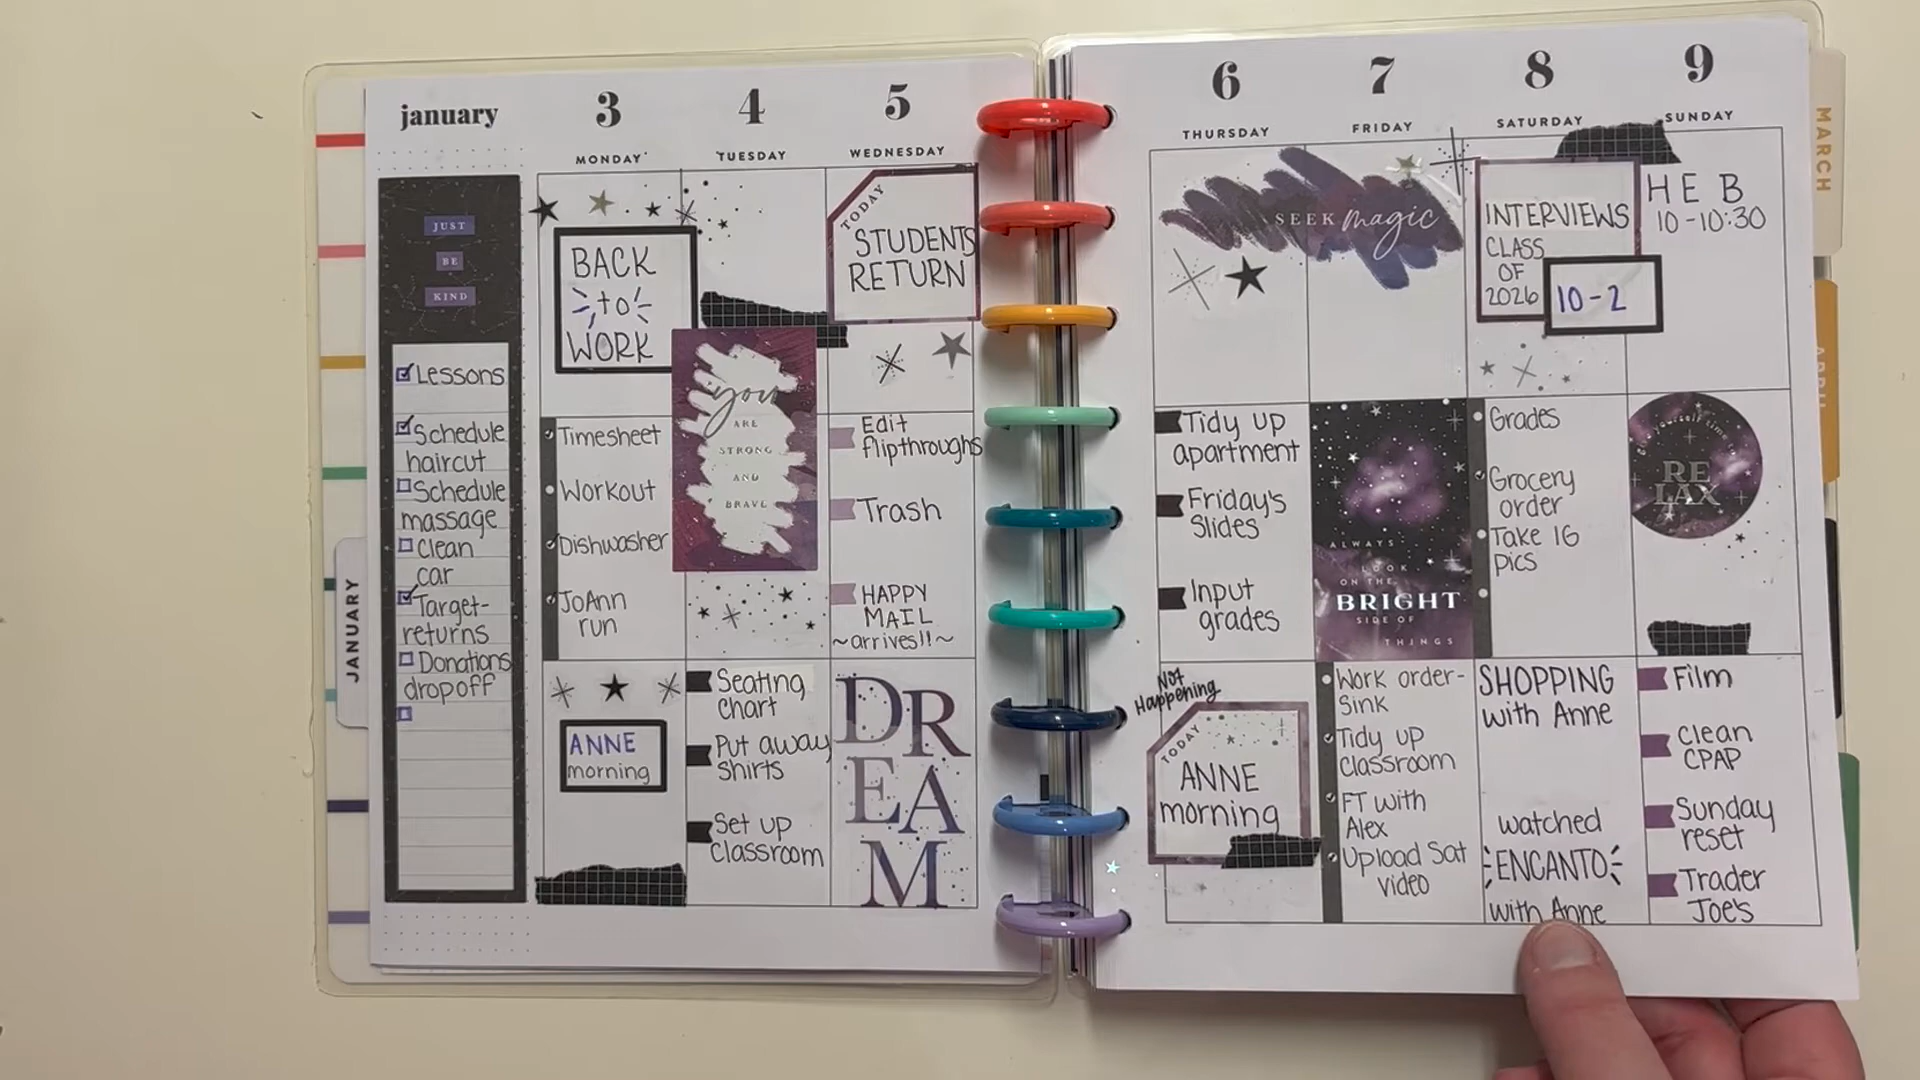 january
JUST
BE
KIND
Lessons
Schedule
haircut
Schedule
massage
Clean
car
Target-
returns
Donations
dropoff
JANUARY
3
MONDAY
BACK
to
WORK
Timesheet
Workout
Dishwasher
JoAnn
run
ANNE
morning
4
TUESDAY
you
ARE
STRONG
AND
BRAVE
Seating
chart
Put away
shirts
Set up
classroom
5
WEDNESDAY
TODAY
STUDENTS
RETURN
Edit
flipthroughs
Trash
HAPPY
MAIL
~arrives!!~
DR
EA
M
6
THURSDAY
SEEK magic
Tidy up
apartment
Friday's
Slides
Input
grades
Not
Happening
TODAY
ANNE
morning
7
FRIDAY
ALWAYS
LOOK
ON THE
BRIGHT
SIDE OF
THINGS
Work order-
Sink
Tidy up
Classroom
FT with
Alex
Upload Sat
video
8
SATURDAY
INTERVIEWS
CLASS
OF
2026
10-2
Grades
Grocery
order
Take IG
pics
SHOPPING
with Anne
watched
ENCANTO
with Anne
9
SUNDAY
H E B
10-10:30
RE
LAX
Film
Clean
CPAP
Sunday
reset
Trader
Joe's
MARCH
APRIL